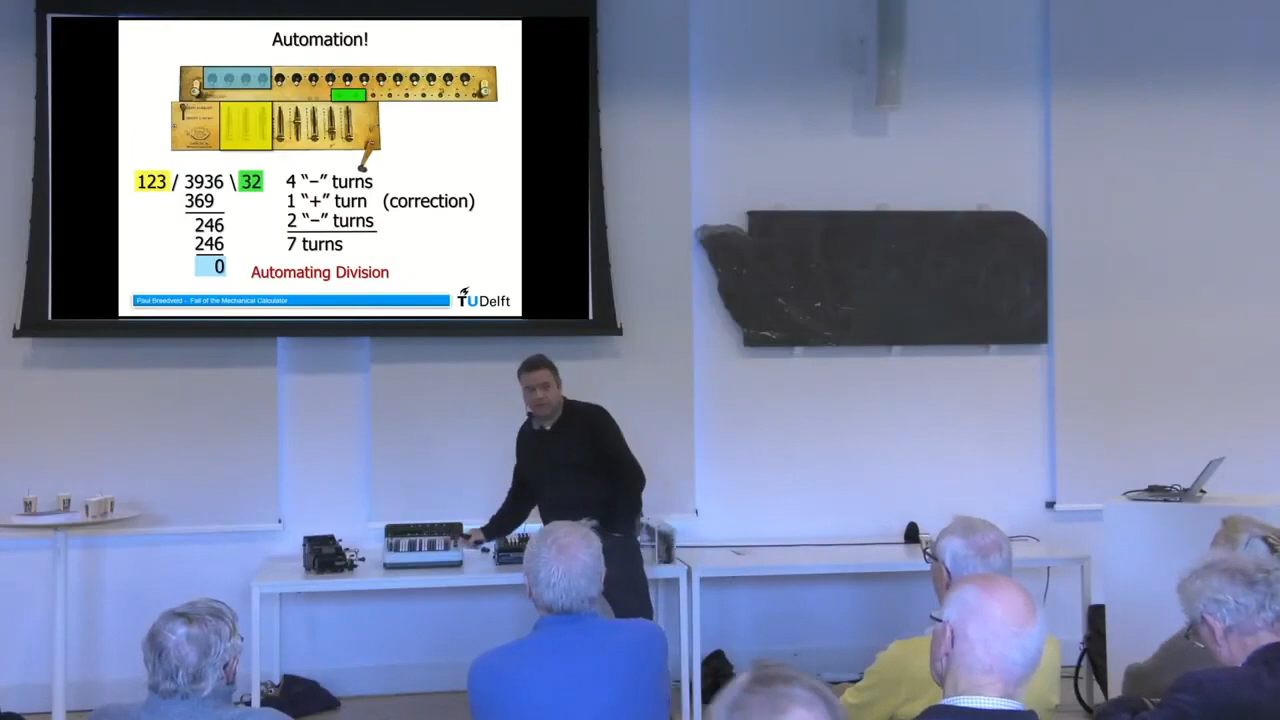 Automation!
123 / 3936 \ 32
369
246
246
0
4 “–” turns
1 “+” turn (correction)
2 “–” turns
7 turns
Automating Division
Paul Breedveld - Fall of the Mechanical Calculator
TUDelft